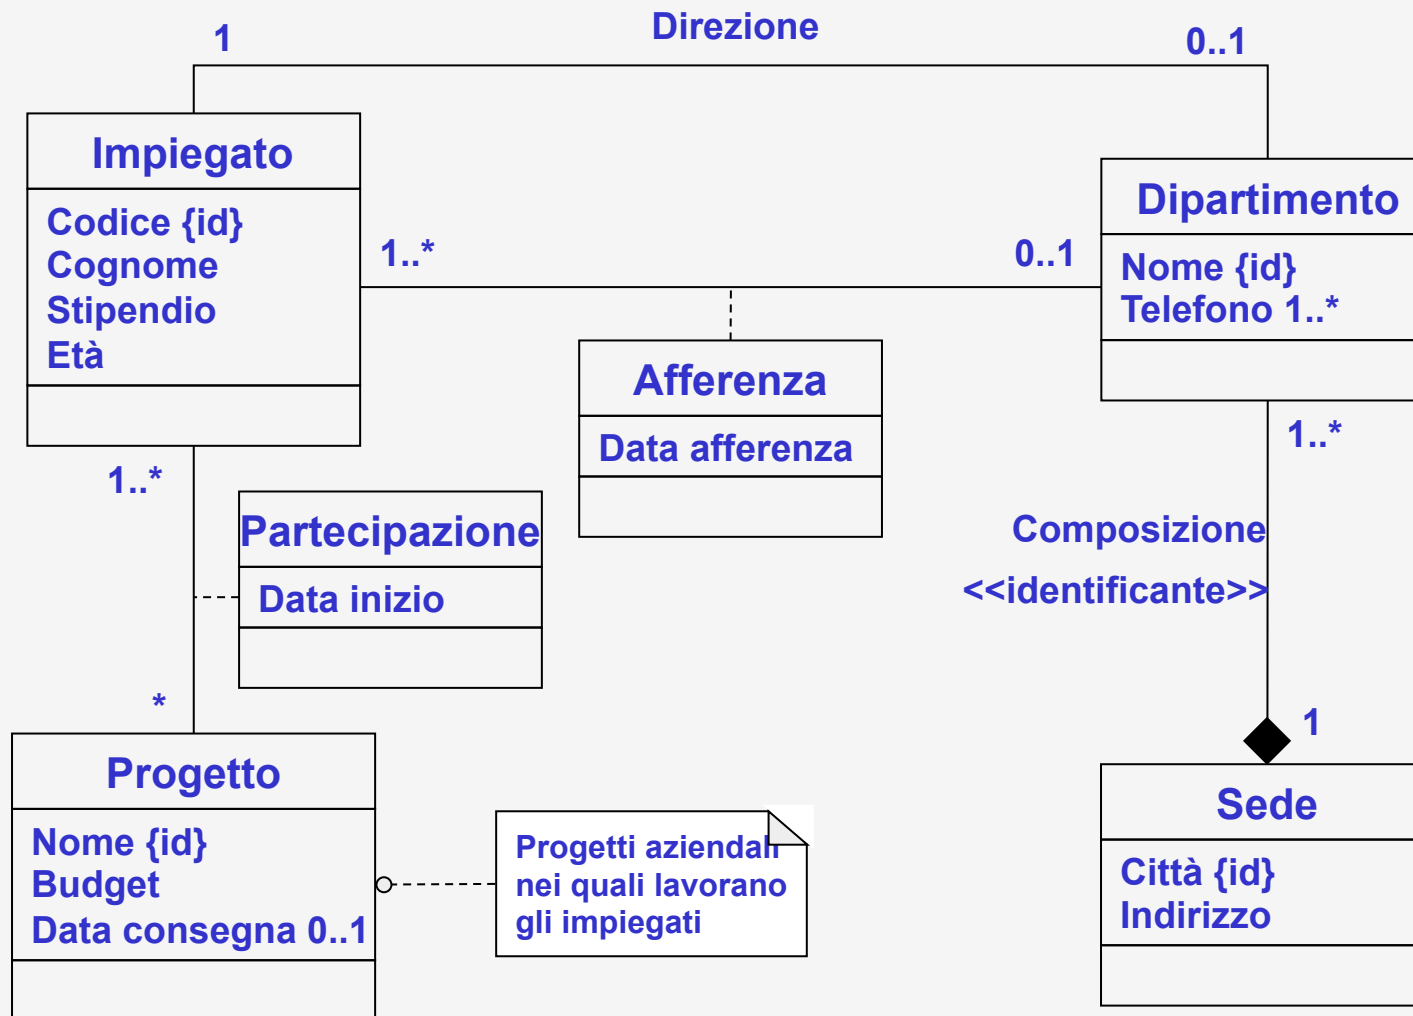 Direzione
1
0..1
Impiegato
Codice {id}
Cognome
Stipendio
Età
Dipartimento
Nome {id}
Telefono 1..*
1..*
0..1
Afferenza
Data afferenza
1..*
1..*
Partecipazione
Data inizio
Composizione
<<identificante>>
*
1
Progetto
Nome {id}
Budget
Data consegna 0..1
Progetti aziendali
nei quali lavorano
gli impiegati
Sede
Città {id}
Indirizzo